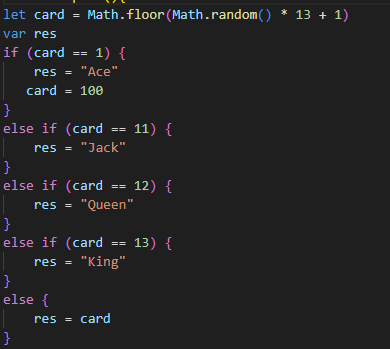 let card = Math.floor(Math.random() * 13 + 1)
var res
if (card == 1) {
    res = "Ace"
   card = 100
}
else if (card == 11) {
    res = "Jack"
}
else if (card == 12) {
    res = "Queen"
}
else if (card == 13) {
    res = "King"
}
else {
    res = card
}